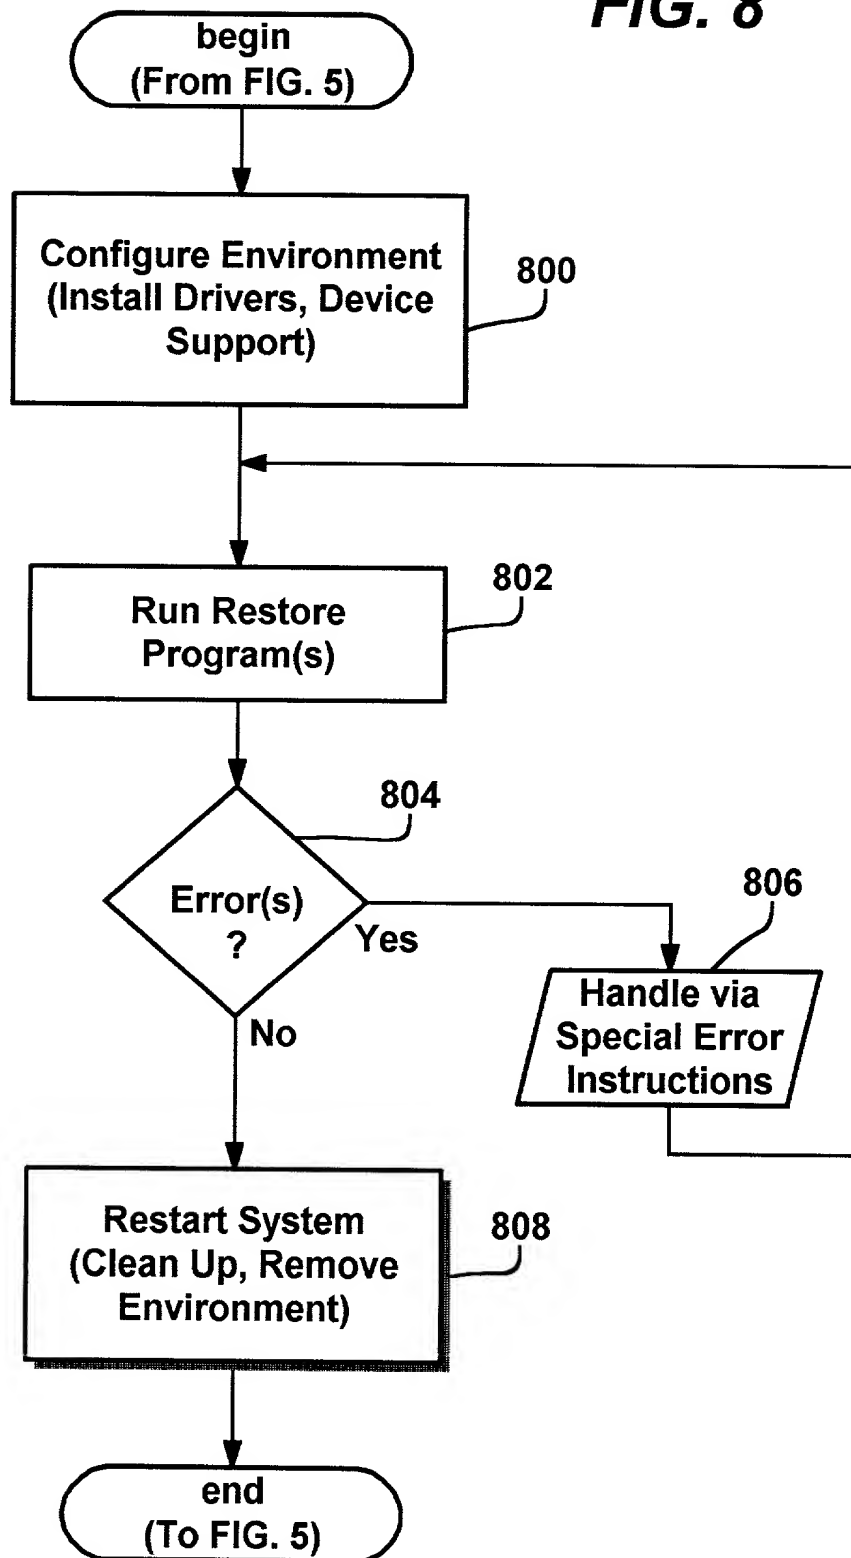 FIG. 8
begin
(From FIG. 5)
Configure Environment
(Install Drivers, Device
Support)
800
Run Restore
Program(s)
802
804
Error(s)
?
Yes
No
806
Handle via
Special Error
Instructions
Restart System
(Clean Up, Remove
Environment)
808
end
(To FIG. 5)